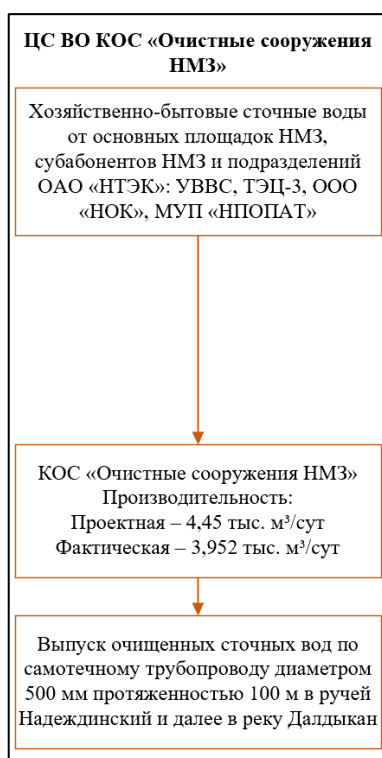 ЦС ВО КОС «Очистные сооружения
НМЗ»
Хозяйственно-бытовые сточные воды
от основных площадок НМЗ,
субабонентов НМЗ и подразделений
ОАО «НТЭК»: УВВС, ТЭЦ-3, ООО
«НОК», МУП «НПОПАТ»
КОС «Очистные сооружения НМЗ»
Производительность:
Проектная – 4,45 тыс. м³/сут
Фактическая – 3,952 тыс. м³/сут
Выпуск очищенных сточных вод по
самотечному трубопроводу диаметром
500 мм протяженностью 100 м в ручей
Надеждинский и далее в реку Далдыкан